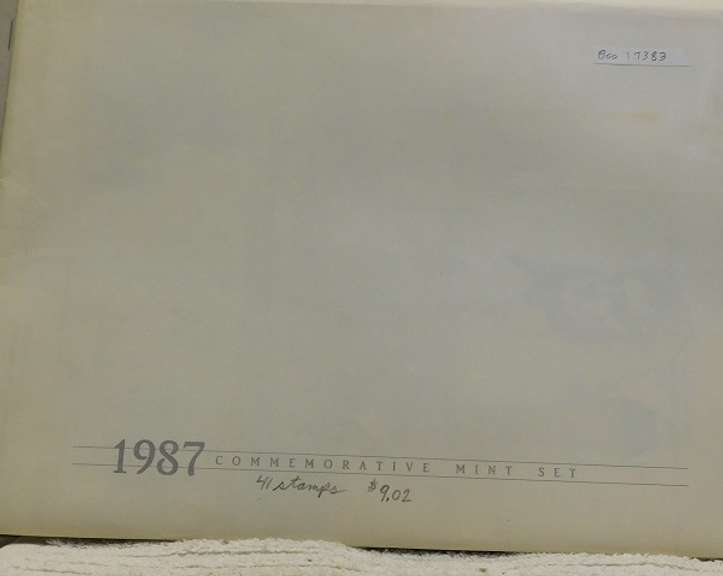 Boo 17383
1987 COMMEMORATIVE MINT SET
41 stamps $9.02